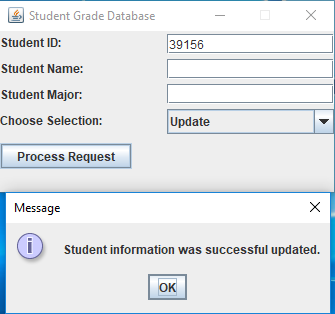 Student Grade Database
Student ID: 39156
Student Name:
Student Major:
Choose Selection: Update
Process Request
Message
Student information was successful updated.
OK